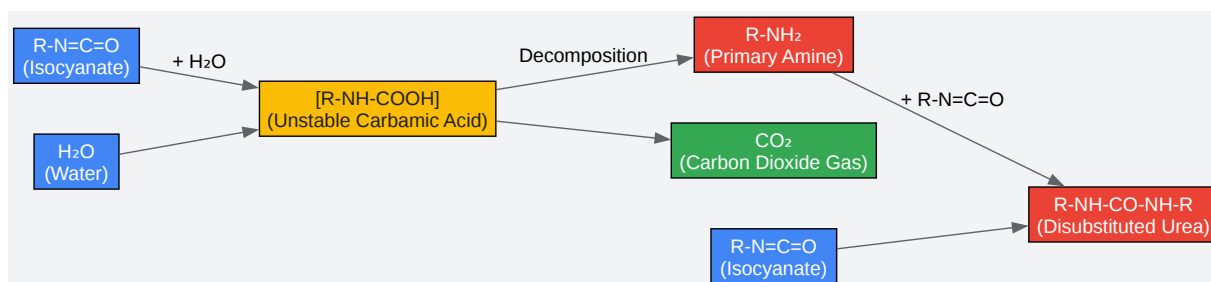 R-N=C=O
(Isocyanate)
+ H₂O
H₂O
(Water)
[R-NH-COOH]
(Unstable Carbamic Acid)
Decomposition
R-NH₂
(Primary Amine)
+ R-N=C=O
CO₂
(Carbon Dioxide Gas)
R-N=C=O
(Isocyanate)
R-NH-CO-NH-R
(Disubstituted Urea)